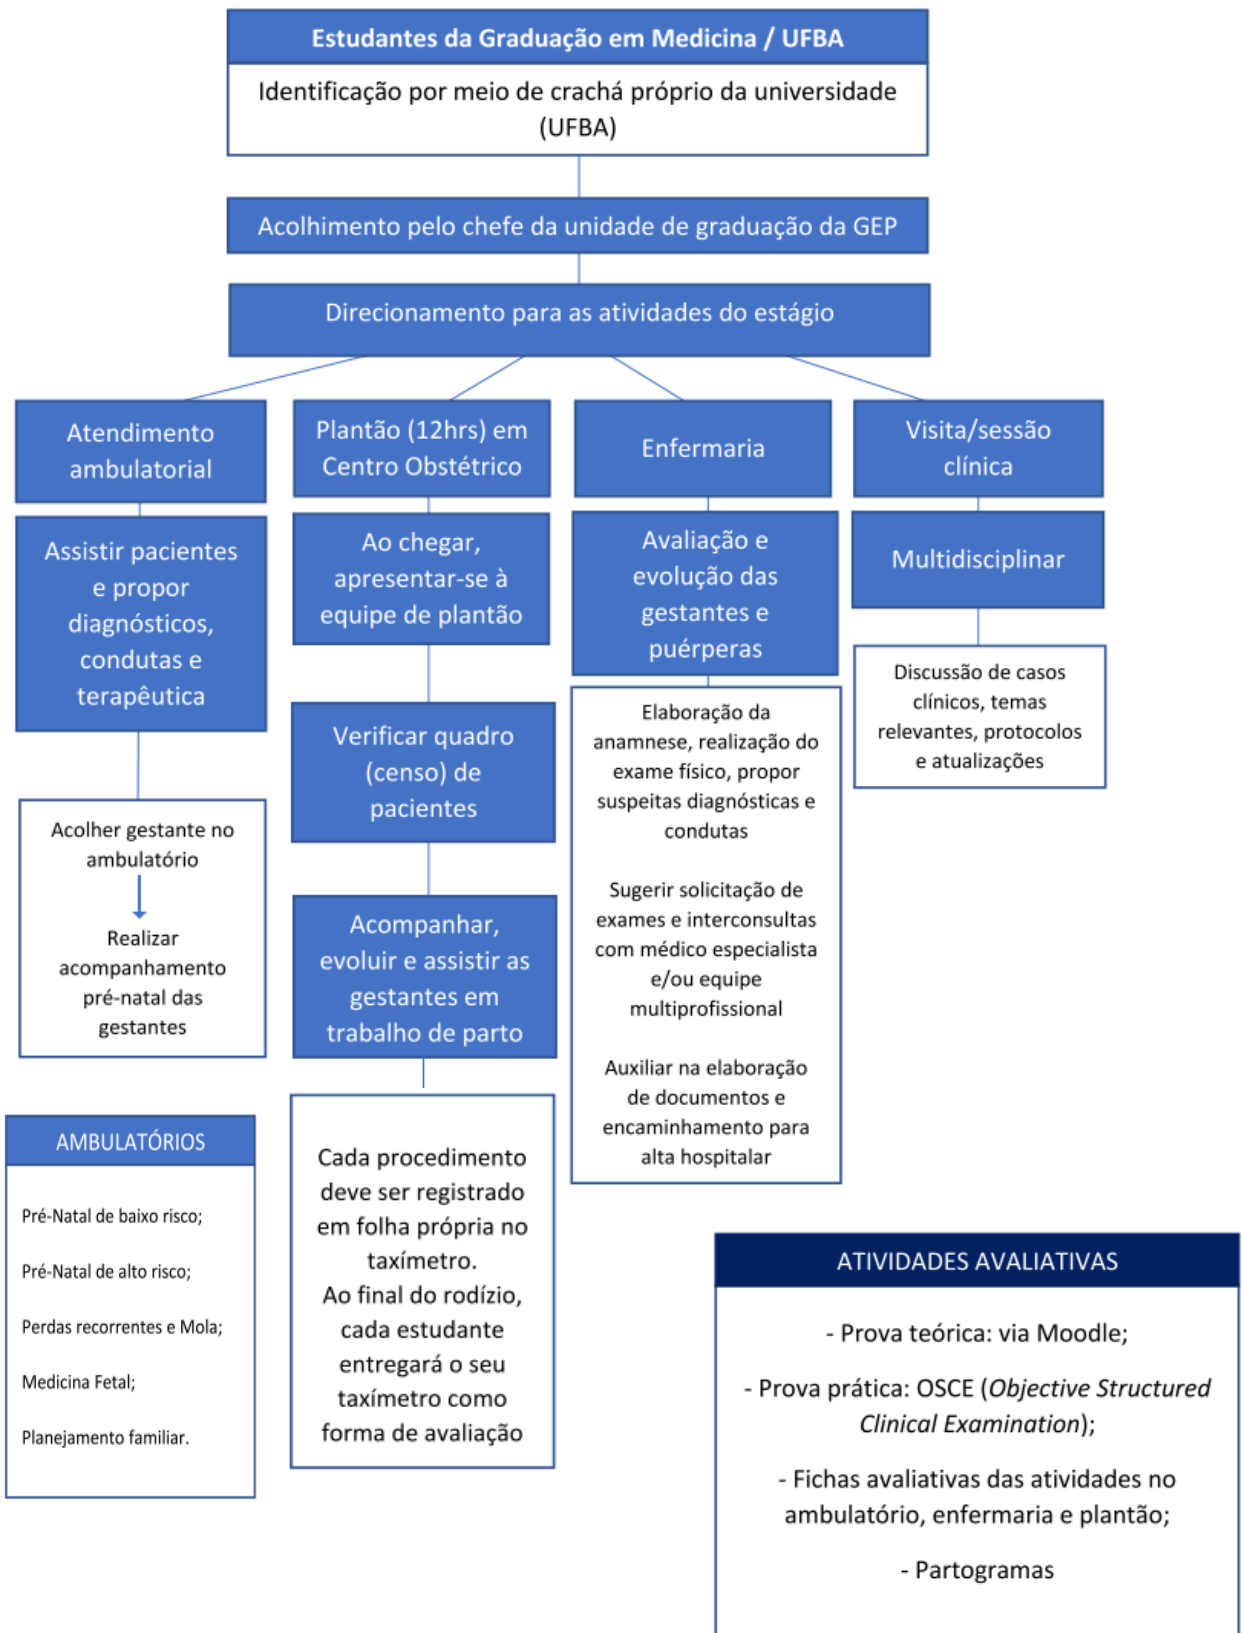 Estudantes da Graduação em Medicina / UFBA
Identificação por meio de crachá próprio da universidade
(UFBA)
Acolhimento pelo chefe da unidade de graduação da GEP
Direcionamento para as atividades do estágio
Atendimento
ambulatorial
Assistir pacientes
e propor
diagnósticos,
condutas e
terapêutica
Acolher gestante no
ambulatório
Realizar
acompanhamento
pré-natal das
gestantes
AMBULATÓRIOS
Pré-Natal de baixo risco;
Pré-Natal de alto risco;
Perdas recorrentes e Mola;
Medicina Fetal;
Planejamento familiar.
Plantão (12hrs) em
Centro Obstétrico
Ao chegar,
apresentar-se à
equipe de plantão
Verificar quadro
(censo) de
pacientes
Acompanhar,
evoluir e assistir as
gestantes em
trabalho de parto
Cada procedimento
deve ser registrado
em folha própria no
taxímetro.
Ao final do rodízio,
cada estudante
entregará o seu
taxímetro como
forma de avaliação
Enfermaria
Avaliação e
evolução das
gestantes e
puérperas
Elaboração da
anamnese, realização do
exame físico, propor
suspeitas diagnósticas e
condutas
Sugerir solicitação de
exames e interconsultas
com médico especialista
e/ou equipe
multiprofissional
Auxiliar na elaboração
de documentos e
encaminhamento para
alta hospitalar
Visita/sessão
clínica
Multidisciplinar
Discussão de casos
clínicos, temas
relevantes, protocolos
e atualizações
ATIVIDADES AVALIATIVAS
- Prova teórica: via Moodle;
- Prova prática: OSCE (Objective Structured
Clinical Examination);
- Fichas avaliativas das atividades no
ambulatório, enfermaria e plantão;
- Partogramas